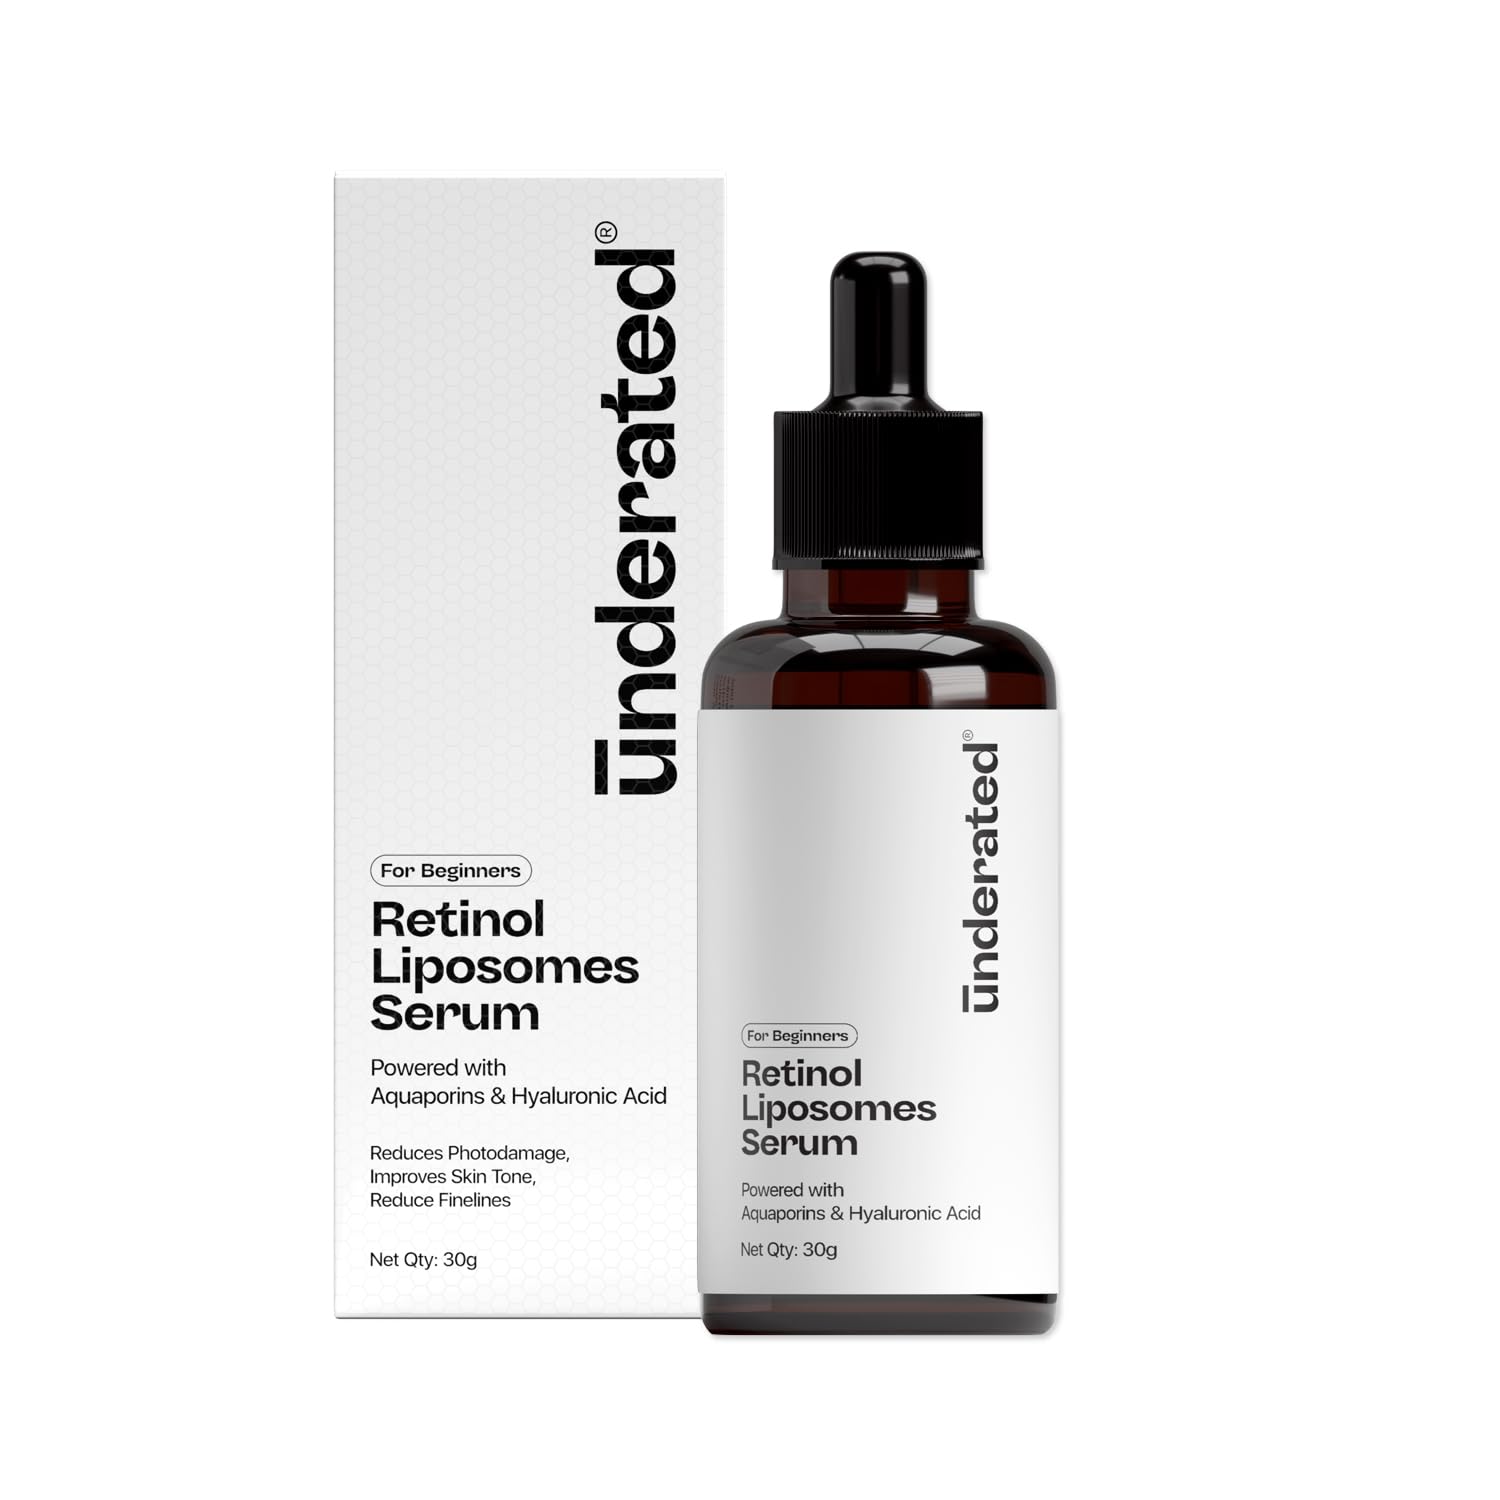 ūnderated®
For Beginners
Retinol
Liposomes
Serum
Powered with
Aquaporins & Hyaluronic Acid
Reduces Photodamage,
Improves Skin Tone,
Reduce Finelines
Net Qty: 30g
ūnderated®
For Beginners
Retinol
Liposomes
Serum
Powered with
Aquaporins & Hyaluronic Acid
Net Qty: 30g